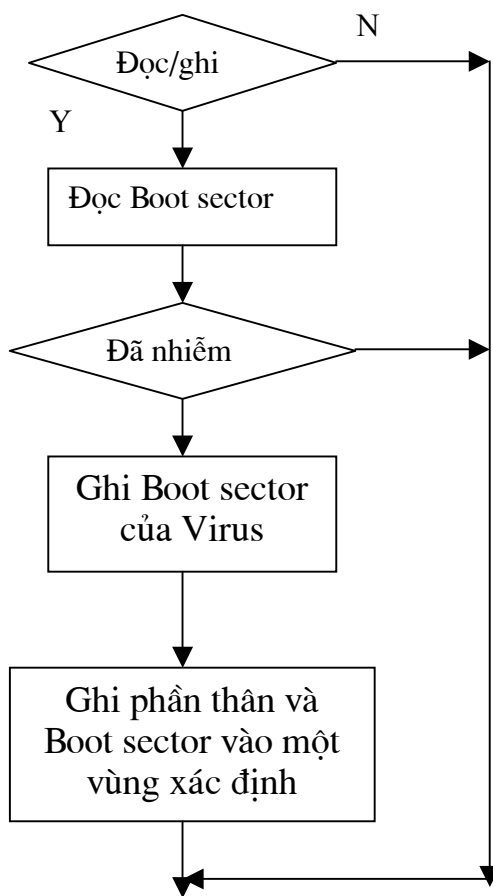 N
Đọc/ghi
Y
Đọc Boot sector
Đã nhiễm
Ghi Boot sector
của Virus
Ghi phần thân và
Boot sector vào một
vùng xác định